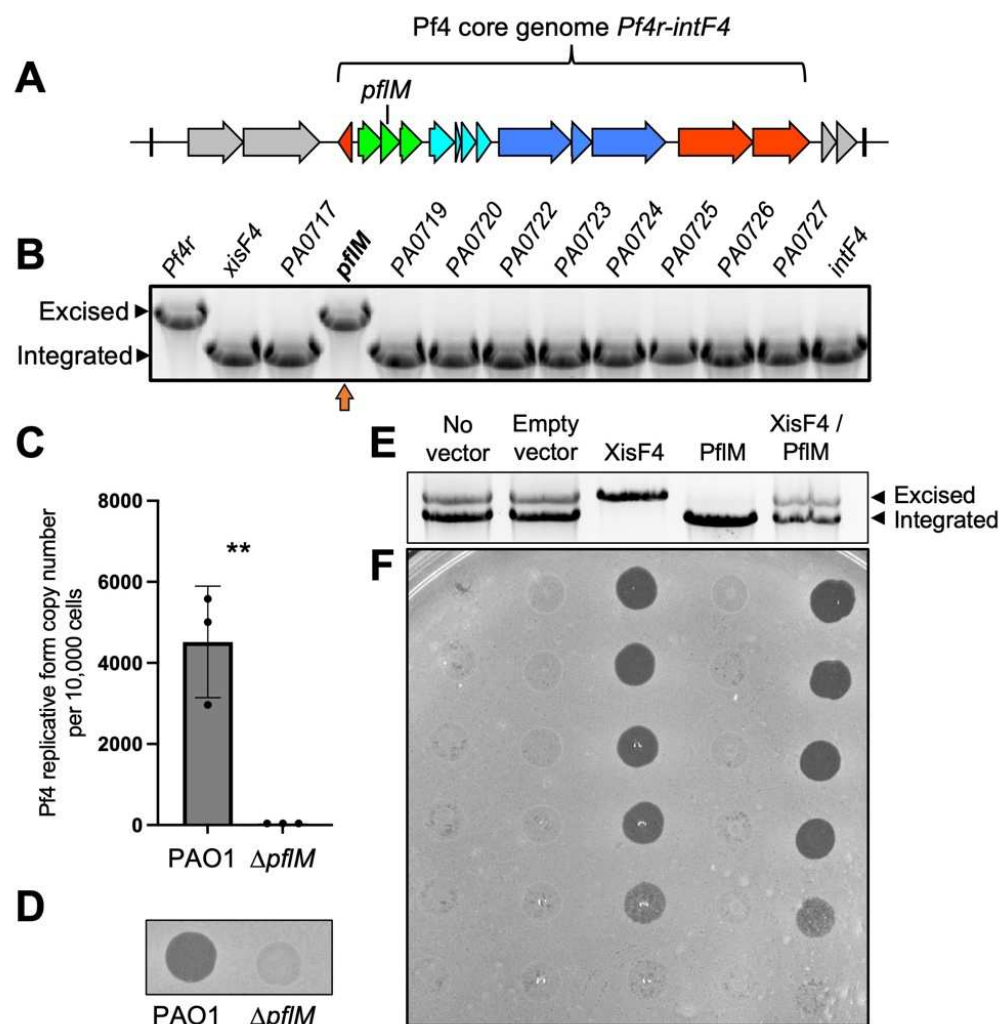 Pf4 core genome Pf4r-intF4
A
pflM
B
Pf4r
xisF4
PA0717
pflM
PA0719
PA0720
PA0722
PA0723
PA0724
PA0725
PA0726
PA0727
intF4
Excised
Integrated
C
Pf4 replicative form copy number
per 10,000 cells
8000
6000
4000
2000
0
**
PAO1 ΔpflM
D
PAO1 ΔpflM
E
No
vector
Empty
vector
XisF4
PflM
XisF4 /
PflM
Excised
Integrated
F